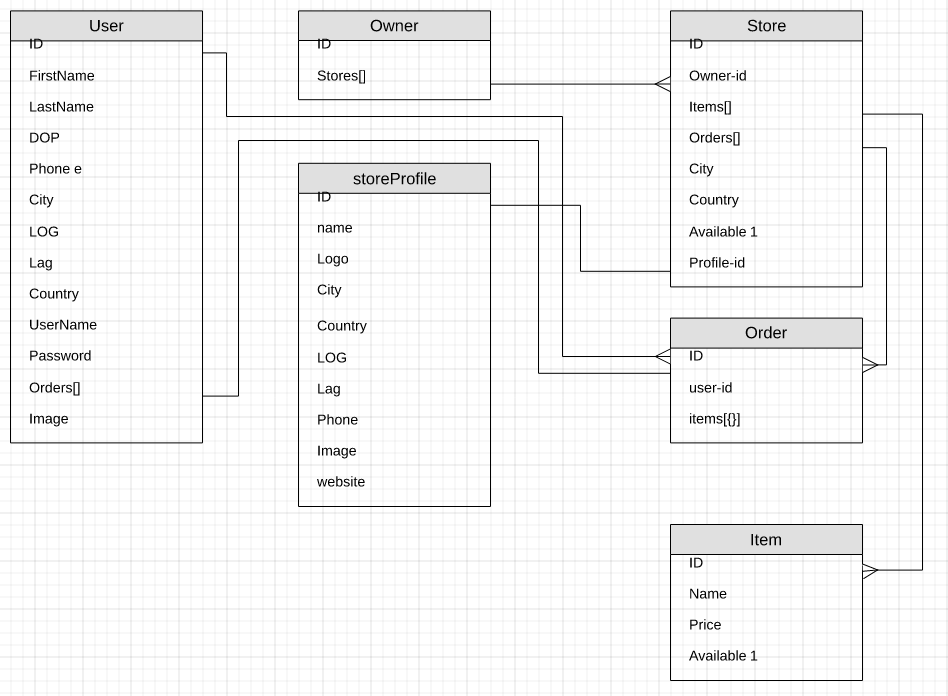 User
ID
FirstName
LastName
DOP
Phone e
City
LOG
Lag
Country
UserName
Password
Orders[]
Image
Owner
ID
Stores[]
storeProfile
ID
name
Logo
City
Country
LOG
Lag
Phone
Image
website
Store
ID
Owner-id
Items[]
Orders[]
City
Country
Available 1
Profile-id
Order
ID
user-id
items[{}]
Item
ID
Name
Price
Available 1